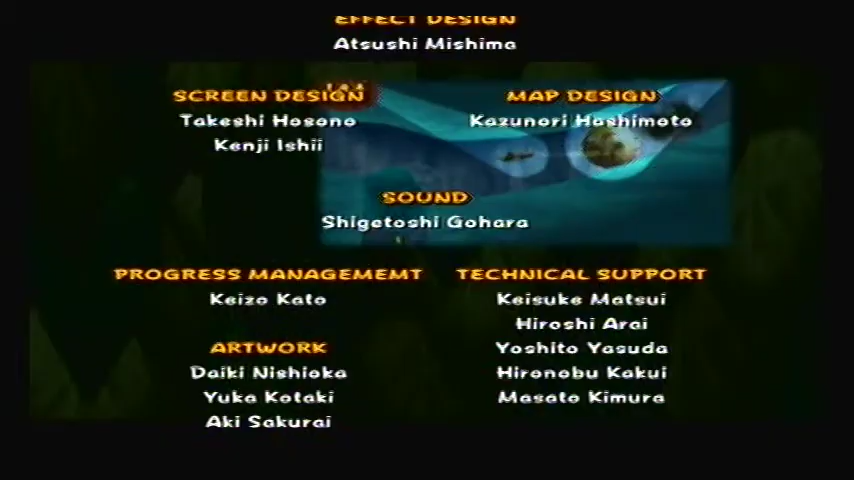 EFFECT DESIGN
Atsushi Mishima
SCREEN DESIGN
Takeshi Hosono
Kenji Ishii
MAP DESIGN
Kazunori Hashimoto
SOUND
Shigetoshi Gohara
PROGRESS MANAGEMEMT
Keizo Kato
TECHNICAL SUPPORT
Keisuke Matsui
Hiroshi Arai
Yoshito Yasuda
Hironobu Kakui
Masato Kimura
ARTWORK
Daiki Nishioka
Yuka Kotaki
Aki Sakurai